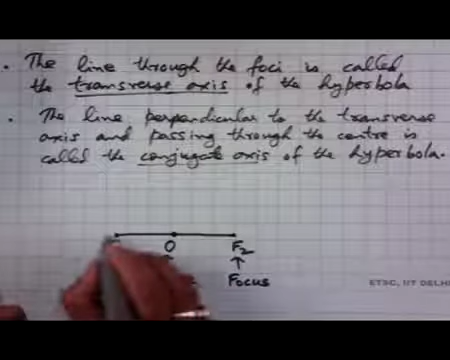 . The line through the foci is called
the transverse axis of the hyperbola
. The line perpendicular to the transverse
axis and passing through the centre is
called the conjugate axis of the hyperbola.
O F2
Focus
ETSC, IIT DELHI